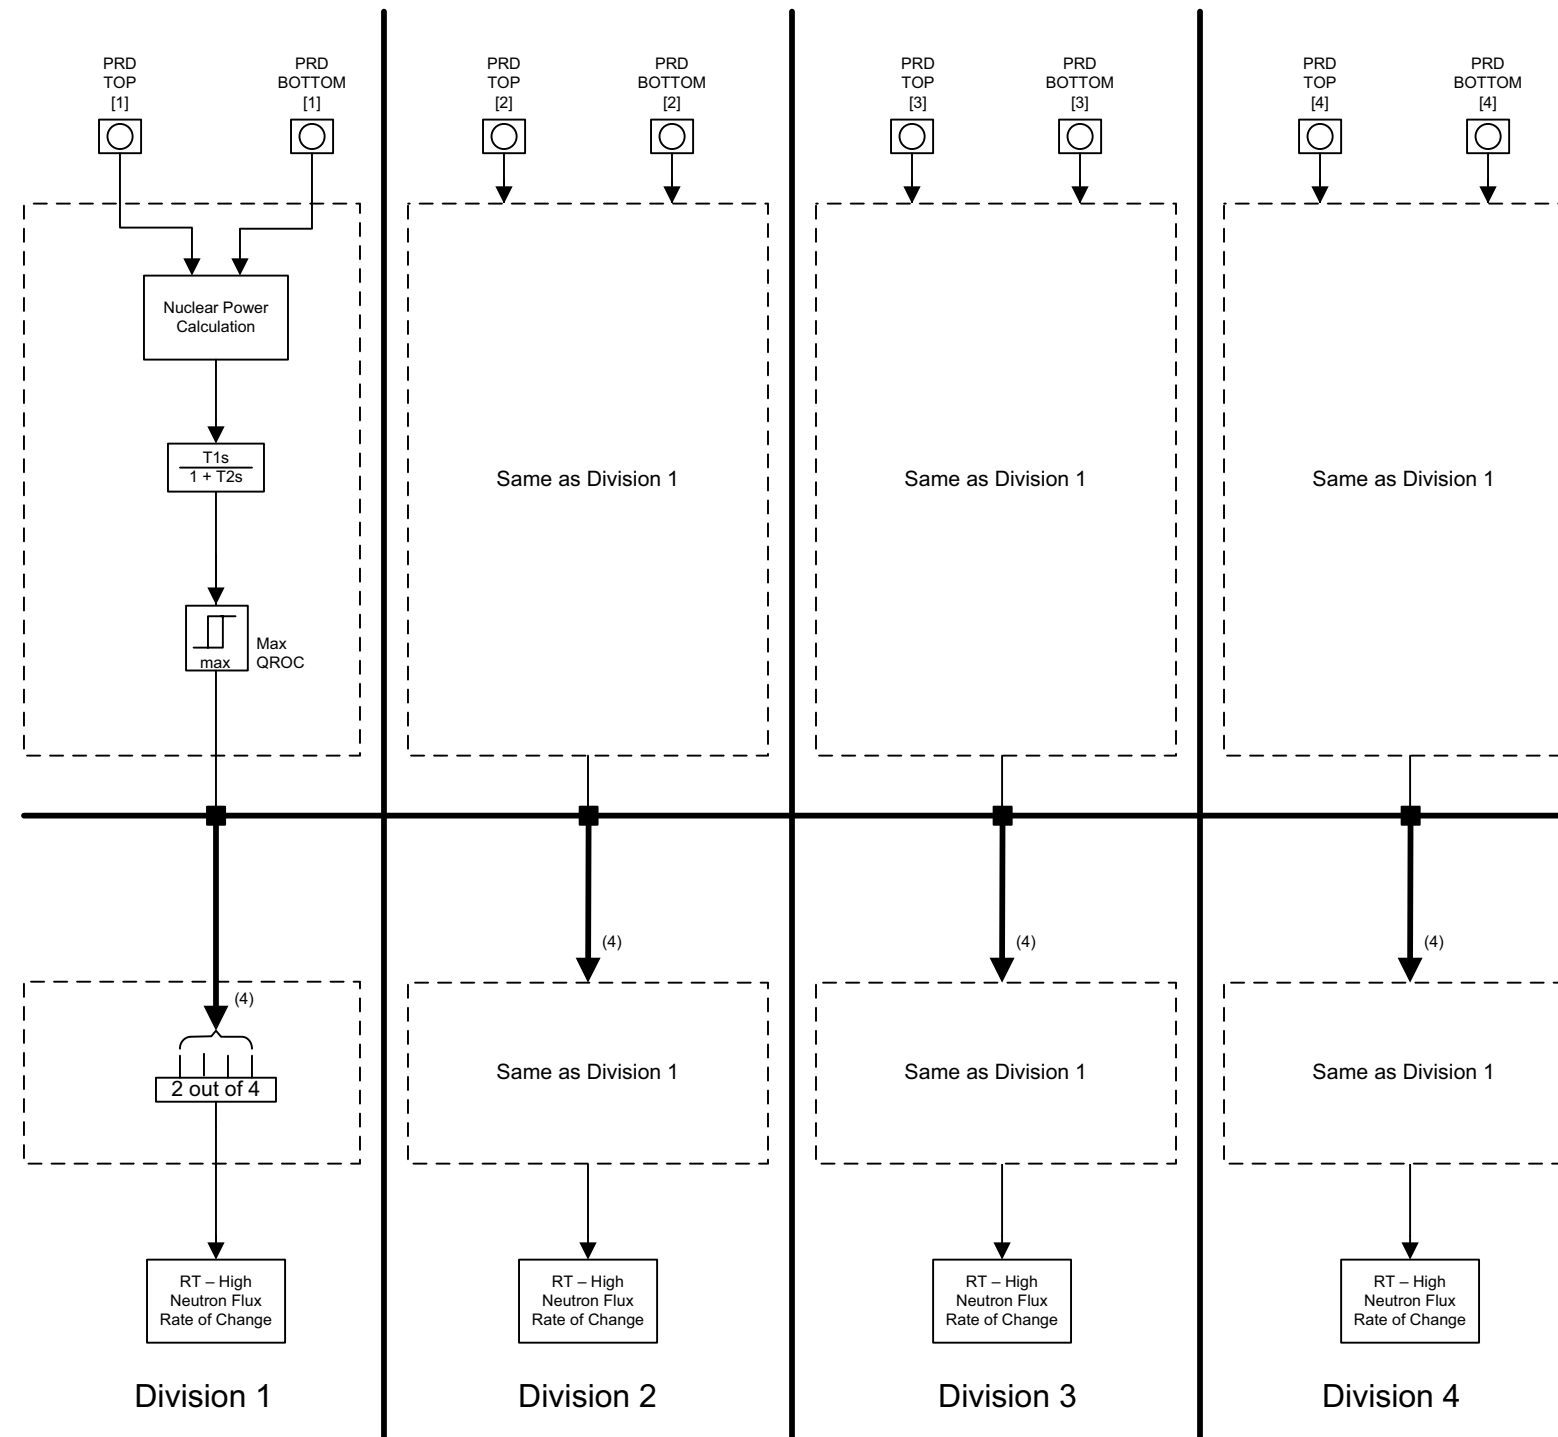 PRD
TOP
[1]
PRD
BOTTOM
[1]
PRD
TOP
[2]
PRD
BOTTOM
[2]
PRD
TOP
[3]
PRD
BOTTOM
[3]
PRD
TOP
[4]
PRD
BOTTOM
[4]
Nuclear Power
Calculation
T1s
1 + T2s
max
Max
QROC
Same as Division 1
Same as Division 1
Same as Division 1
(4)
(4)
(4)
(4)
2 out of 4
Same as Division 1
Same as Division 1
Same as Division 1
RT – High
Neutron Flux
Rate of Change
RT – High
Neutron Flux
Rate of Change
RT – High
Neutron Flux
Rate of Change
RT – High
Neutron Flux
Rate of Change
Division 1
Division 2
Division 3
Division 4